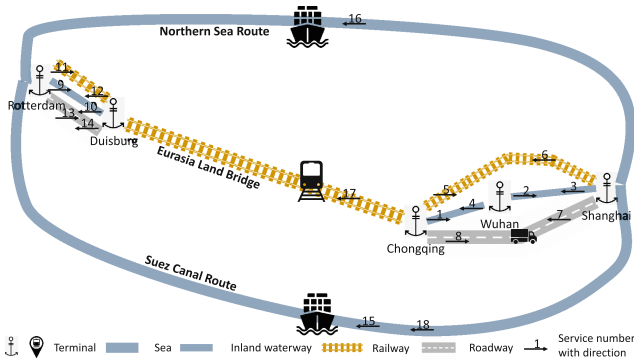 16
Northern Sea Route
11
9
12
Rotterdam
10
13
14
Duisburg
Eurasia Land Bridge
17
6
5
3
2
4
1
Wuhan
7
Shanghai
8
Chongqing
Suez Canal Route
15
18
Terminal
Sea
Inland waterway
Railway
Roadway
1
Service number
with direction